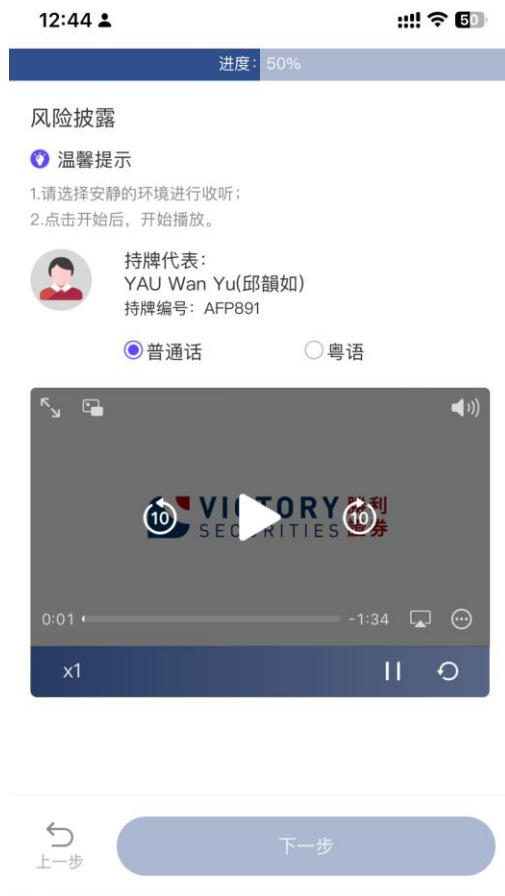 12:44
50
进度：50%
风险披露
温馨提示
1.请选择安静的环境进行收听；
2.点击开始后，开始播放。
持牌代表：
YAU Wan Yu(邱韻如)
持牌编号：AFP891
普通话
粤语
VICTORY 勝利
SECURITIES 證券
10
10
0:01
-1:34
x1
上一步
下一步